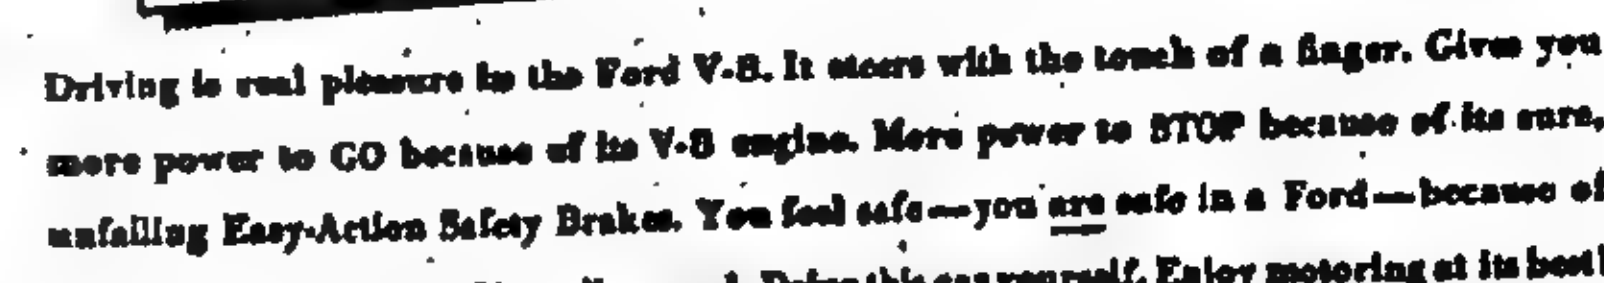 Driving is real pleasure in the Ford V-8. It steers with the touch of a finger. Gives you
more power to GO because of its V-8 engine. More power to STOP because of its sure,
unfailing Easy-Action Safety Brakes. You feel safe—you are safe in a Ford—because of
Drive this car yourself. Enjoy motoring at its best!